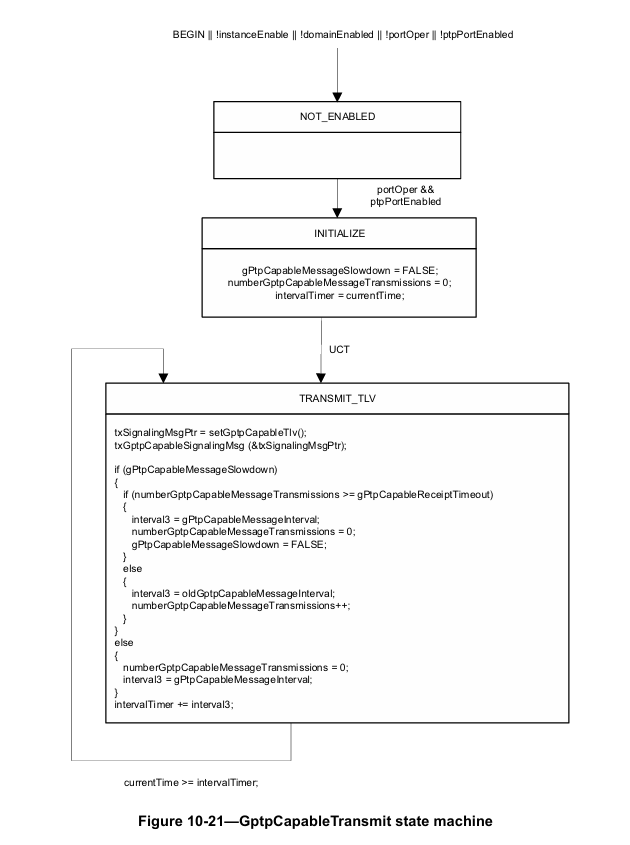 BEGIN || !instanceEnable || !domainEnabled || !portOper || !ptpPortEnabled
NOT_ENABLED
portOper &&
ptpPortEnabled
INITIALIZE
gPtpCapableMessageSlowdown = FALSE;
numberGptpCapableMessageTransmissions = 0;
intervalTimer = currentTime;
UCT
TRANSMIT_TLV
txSignalingMsgPtr = setGptpCapableTlv();
txGptpCapableSignalingMsg (&txSignalingMsgPtr);
if (gPtpCapableMessageSlowdown)
{
if (numberGptpCapableMessageTransmissions >= gPtpCapableReceiptTimeout)
{
interval3 = gPtpCapableMessageInterval;
numberGptpCapableMessageTransmissions = 0;
gPtpCapableMessageSlowdown = FALSE;
}
else
{
interval3 = oldGptpCapableMessageInterval;
numberGptpCapableMessageTransmissions++;
}
}
else
{
numberGptpCapableMessageTransmissions = 0;
interval3 = gPtpCapableMessageInterval;
}
intervalTimer += interval3;
currentTime >= intervalTimer;
Figure 10-21—GptpCapableTransmit state machine